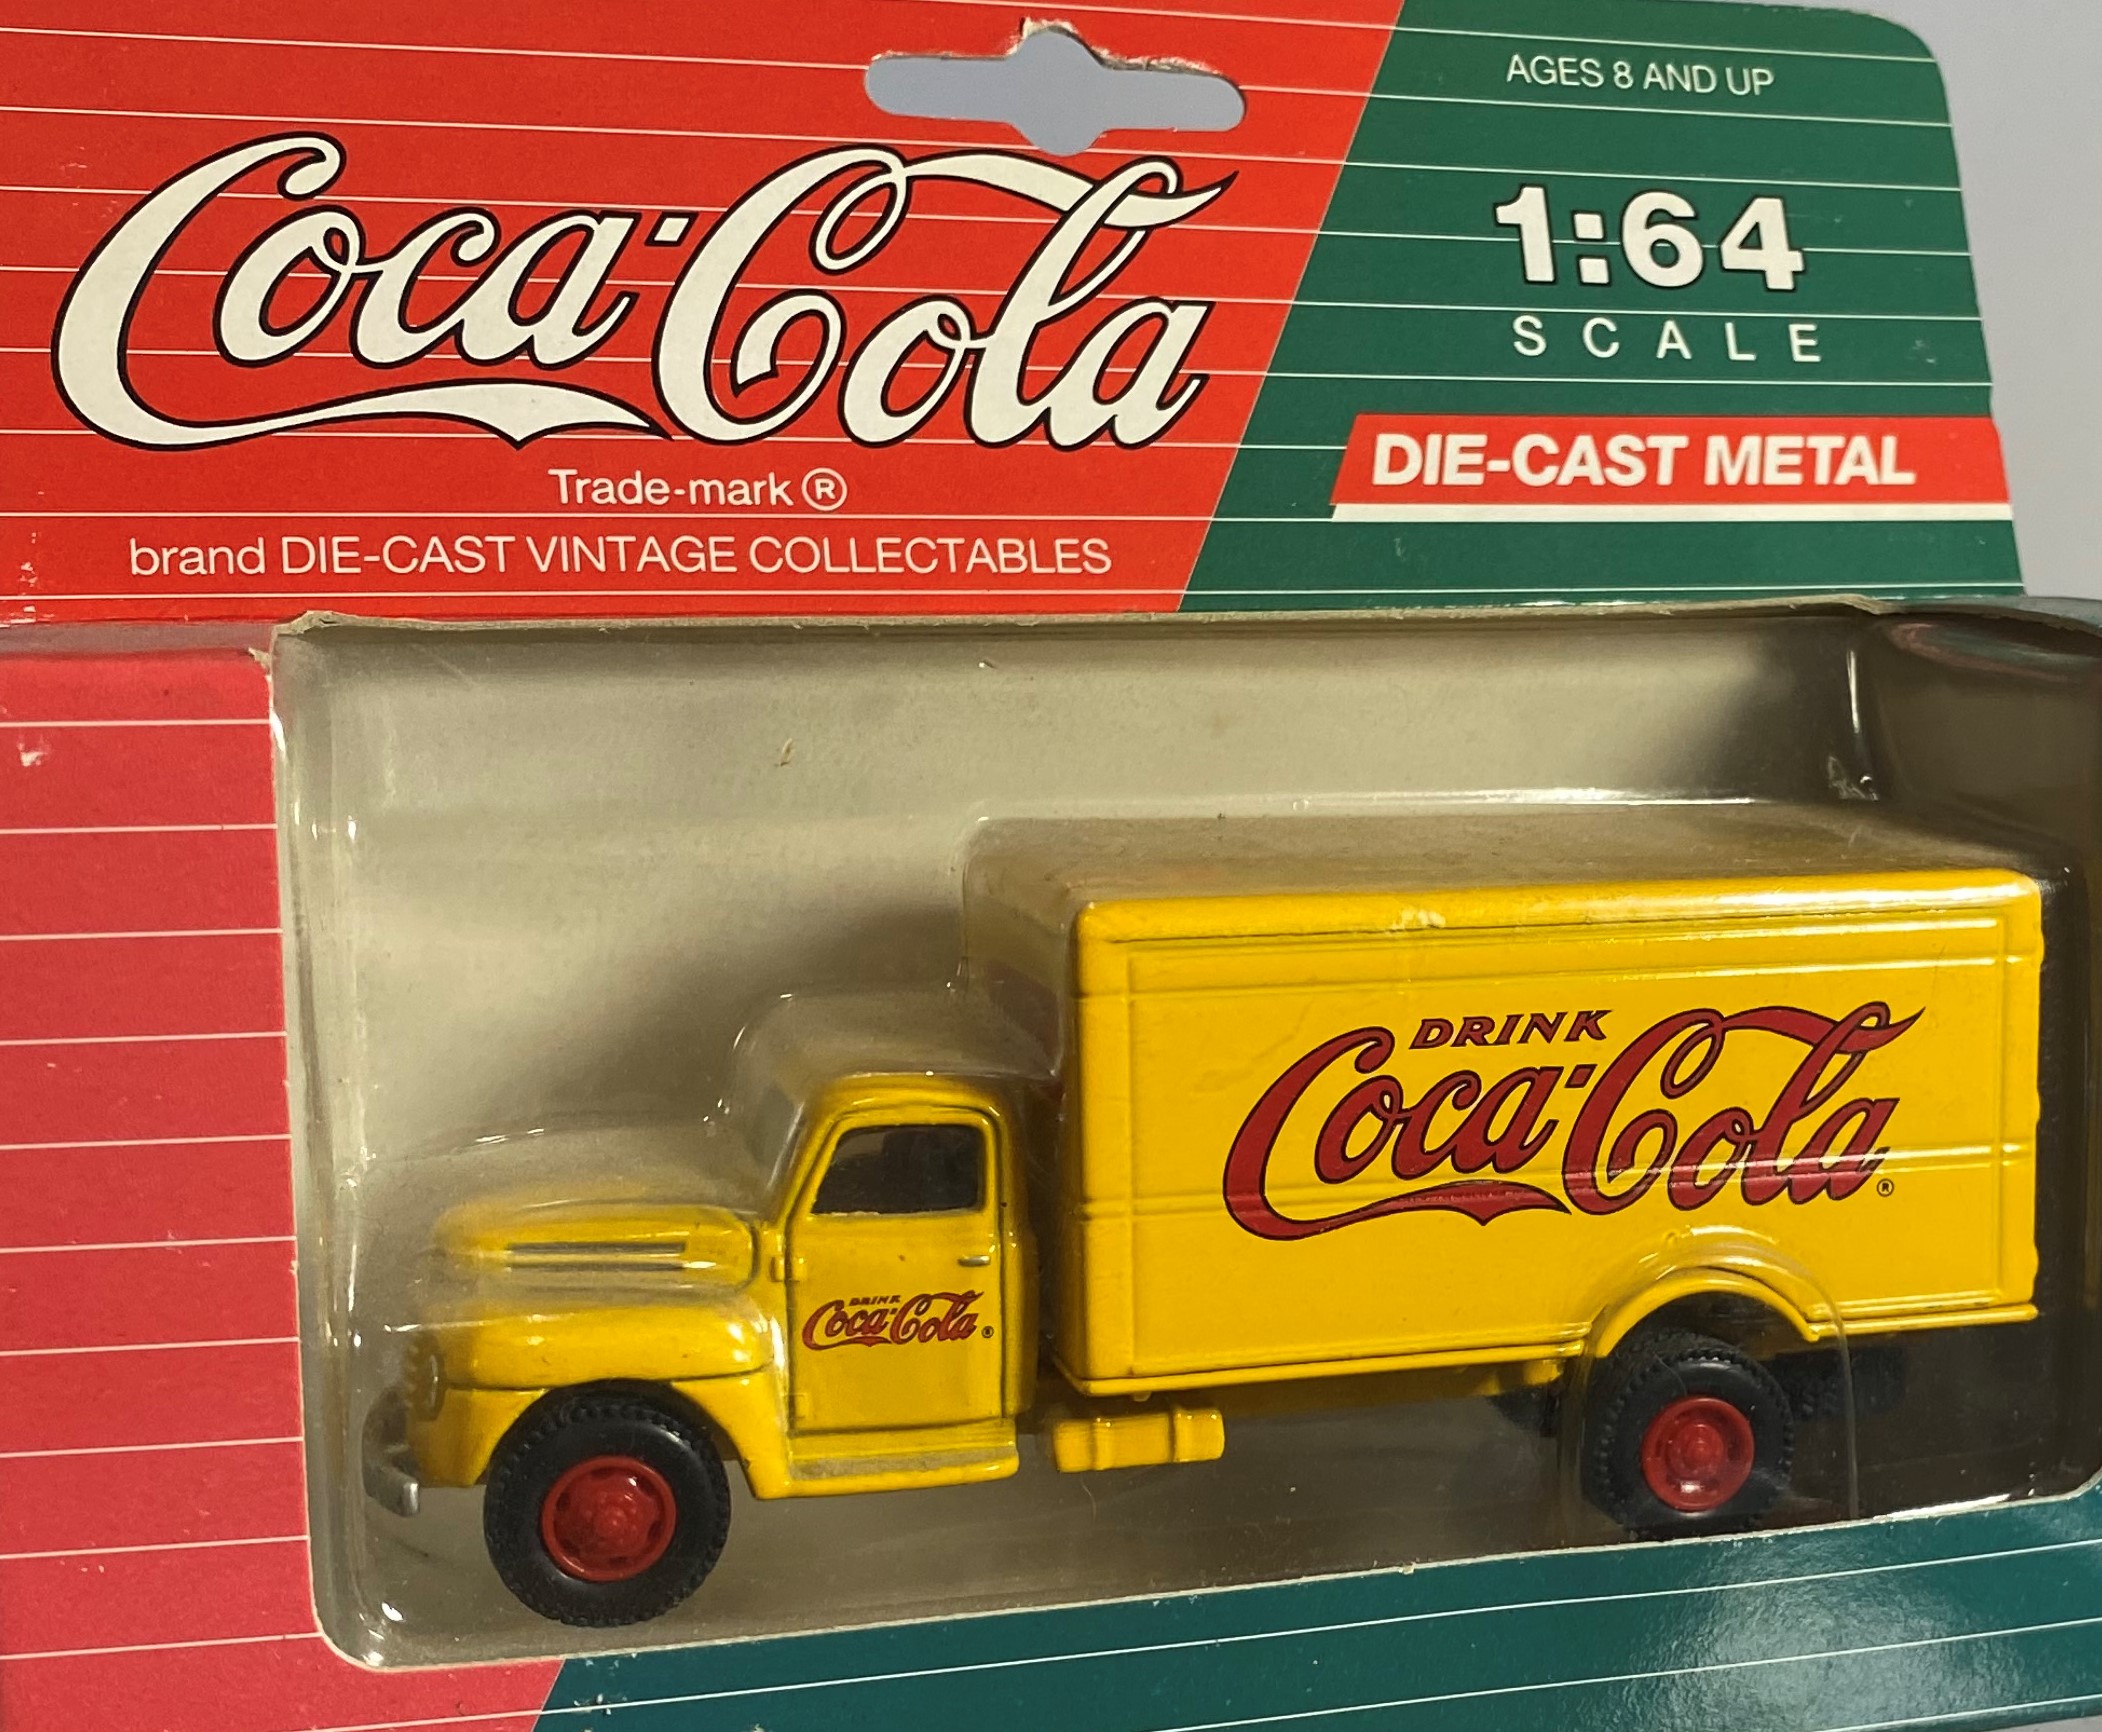 AGES 8 AND UP
Coca-Cola
1:64
SCALE
DIE-CAST METAL
Trade-mark ®
brand DIE-CAST VINTAGE COLLECTABLES
DRINK
Coca-Cola ®
DRINK
Coca-Cola ®